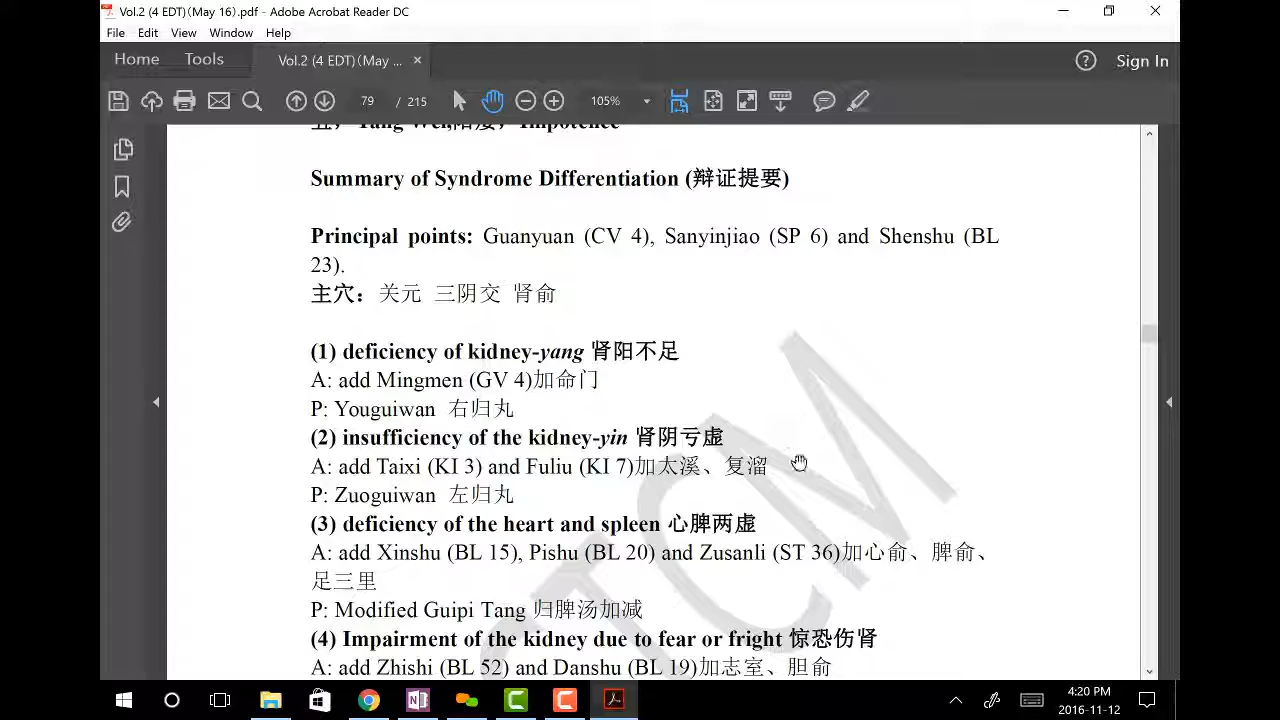 Vol.2 (4 EDT)(May 16).pdf - Adobe Acrobat Reader DC
File Edit View Window Help
Home Tools Vol.2 (4 EDT)(May ... × Sign In
79 / 215 105%
五, Yang Wei,阳痿, Impotence
Summary of Syndrome Differentiation (辩证提要)
Principal points: Guanyuan (CV 4), Sanyinjiao (SP 6) and Shenshu (BL
23).
主穴：关元 三阴交 肾俞
(1) deficiency of kidney-yang 肾阳不足
A: add Mingmen (GV 4)加命门
P: Youguiwan 右归丸
(2) insufficiency of the kidney-yin 肾阴亏虚
A: add Taixi (KI 3) and Fuliu (KI 7)加太溪、复溜
P: Zuoguiwan 左归丸
(3) deficiency of the heart and spleen 心脾两虚
A: add Xinshu (BL 15), Pishu (BL 20) and Zusanli (ST 36)加心俞、脾俞、
足三里
P: Modified Guipi Tang 归脾汤加减
(4) Impairment of the kidney due to fear or fright 惊恐伤肾
A: add Zhishi (BL 52) and Danshu (BL 19)加志室、胆俞
TCM
4:20 PM
2016-11-12